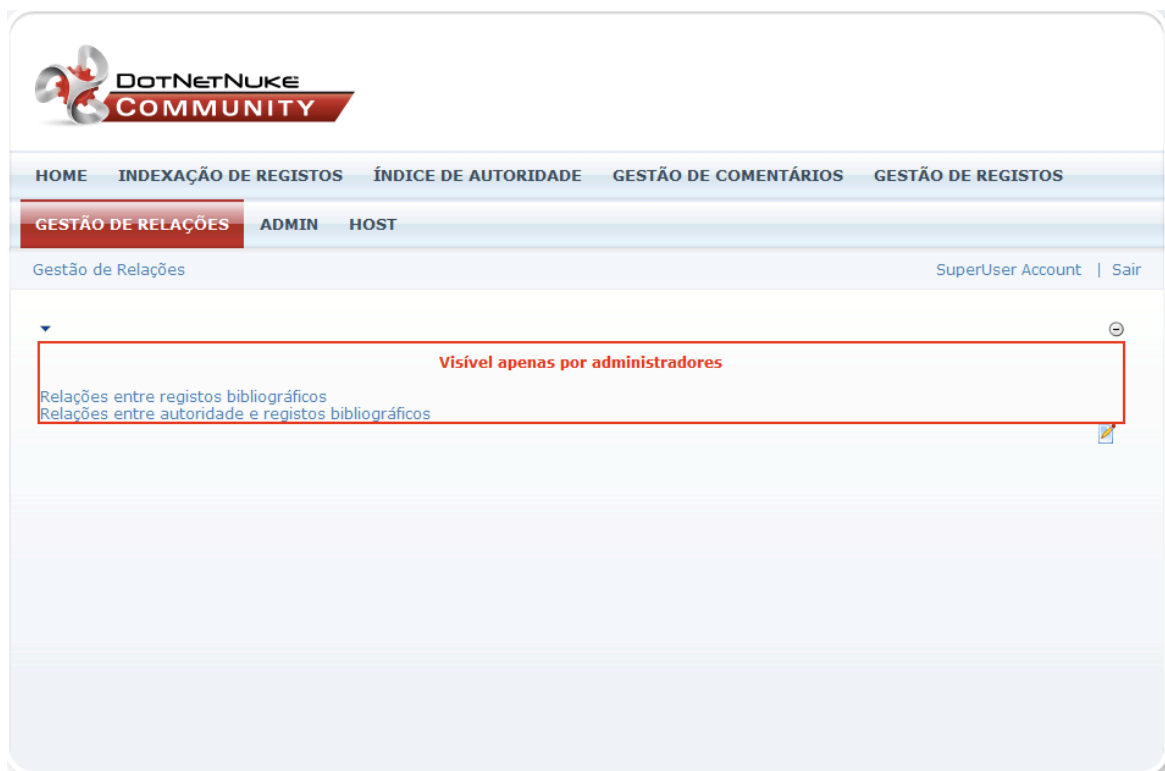 DOTNETNUKE
COMMUNITY
HOME INDEXAÇÃO DE REGISTOS ÍNDICE DE AUTORIDADE GESTÃO DE COMENTÁRIOS GESTÃO DE REGISTOS
GESTÃO DE RELAÇÕES ADMIN HOST
Gestão de Relações SuperUser Account | Sair
Visível apenas por administradores
Relações entre registos bibliográficos
Relações entre autoridade e registos bibliográficos